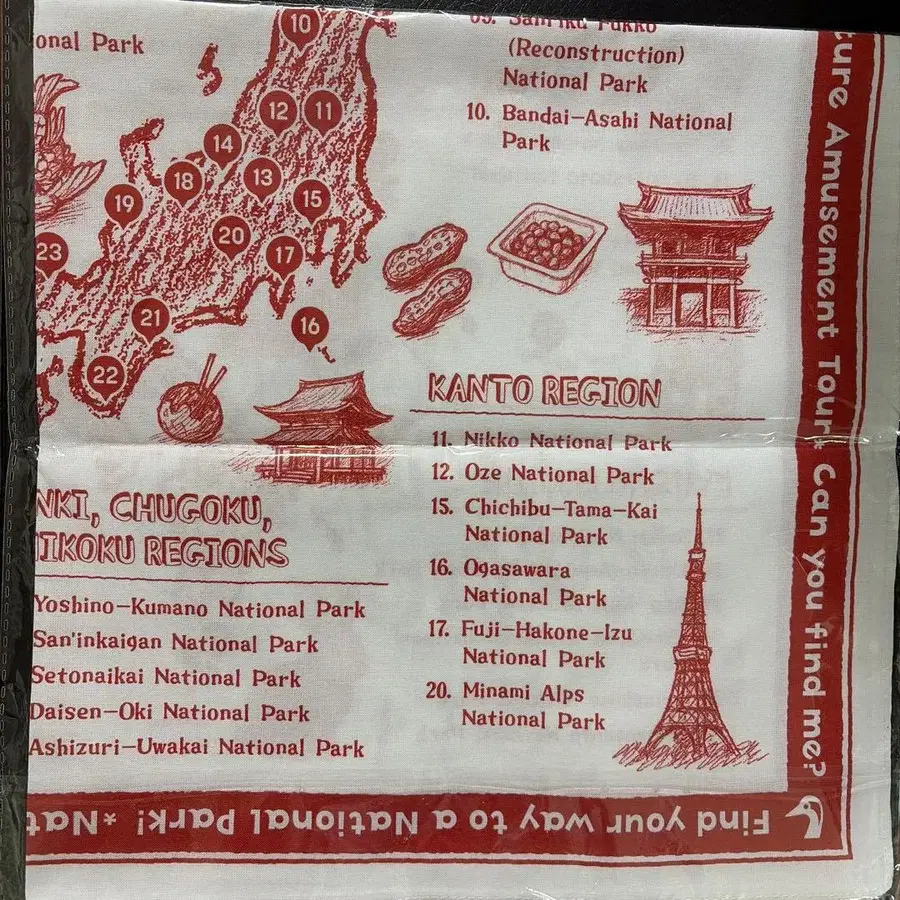 onal Park
10
12
11
14
18
13
15
19
20
17
23
21
16
22
09. Sanriku Fukko
(Reconstruction)
National Park
10. Bandai-Asahi National
Park
KANTO REGION
11. Nikko National Park
12. Oze National Park
15. Chichibu-Tama-Kai
National Park
16. Ogasawara
National Park
17. Fuji-Hakone-Izu
National Park
20. Minami Alps
National Park
NKI, CHUGOKU,
IKOKU REGIONS
Yoshino-Kumano National Park
San'inkaigan National Park
Setonaikai National Park
Daisen-Oki National Park
Ashizuri-Uwakai National Park
ture Amusement Tour* Can you find me?
Find your way to a National Park! * Nat